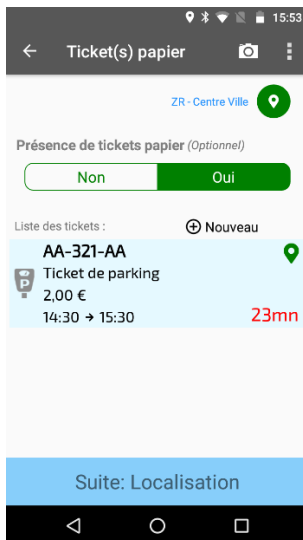 15:53
Ticket(s) papier
ZR - Centre Ville
Présence de tickets papier (Optionnel)
Non Oui
Liste des tickets : Nouveau
AA-321-AA
Ticket de parking
P 2,00 €
14:30 → 15:30 23mn
Suite: Localisation